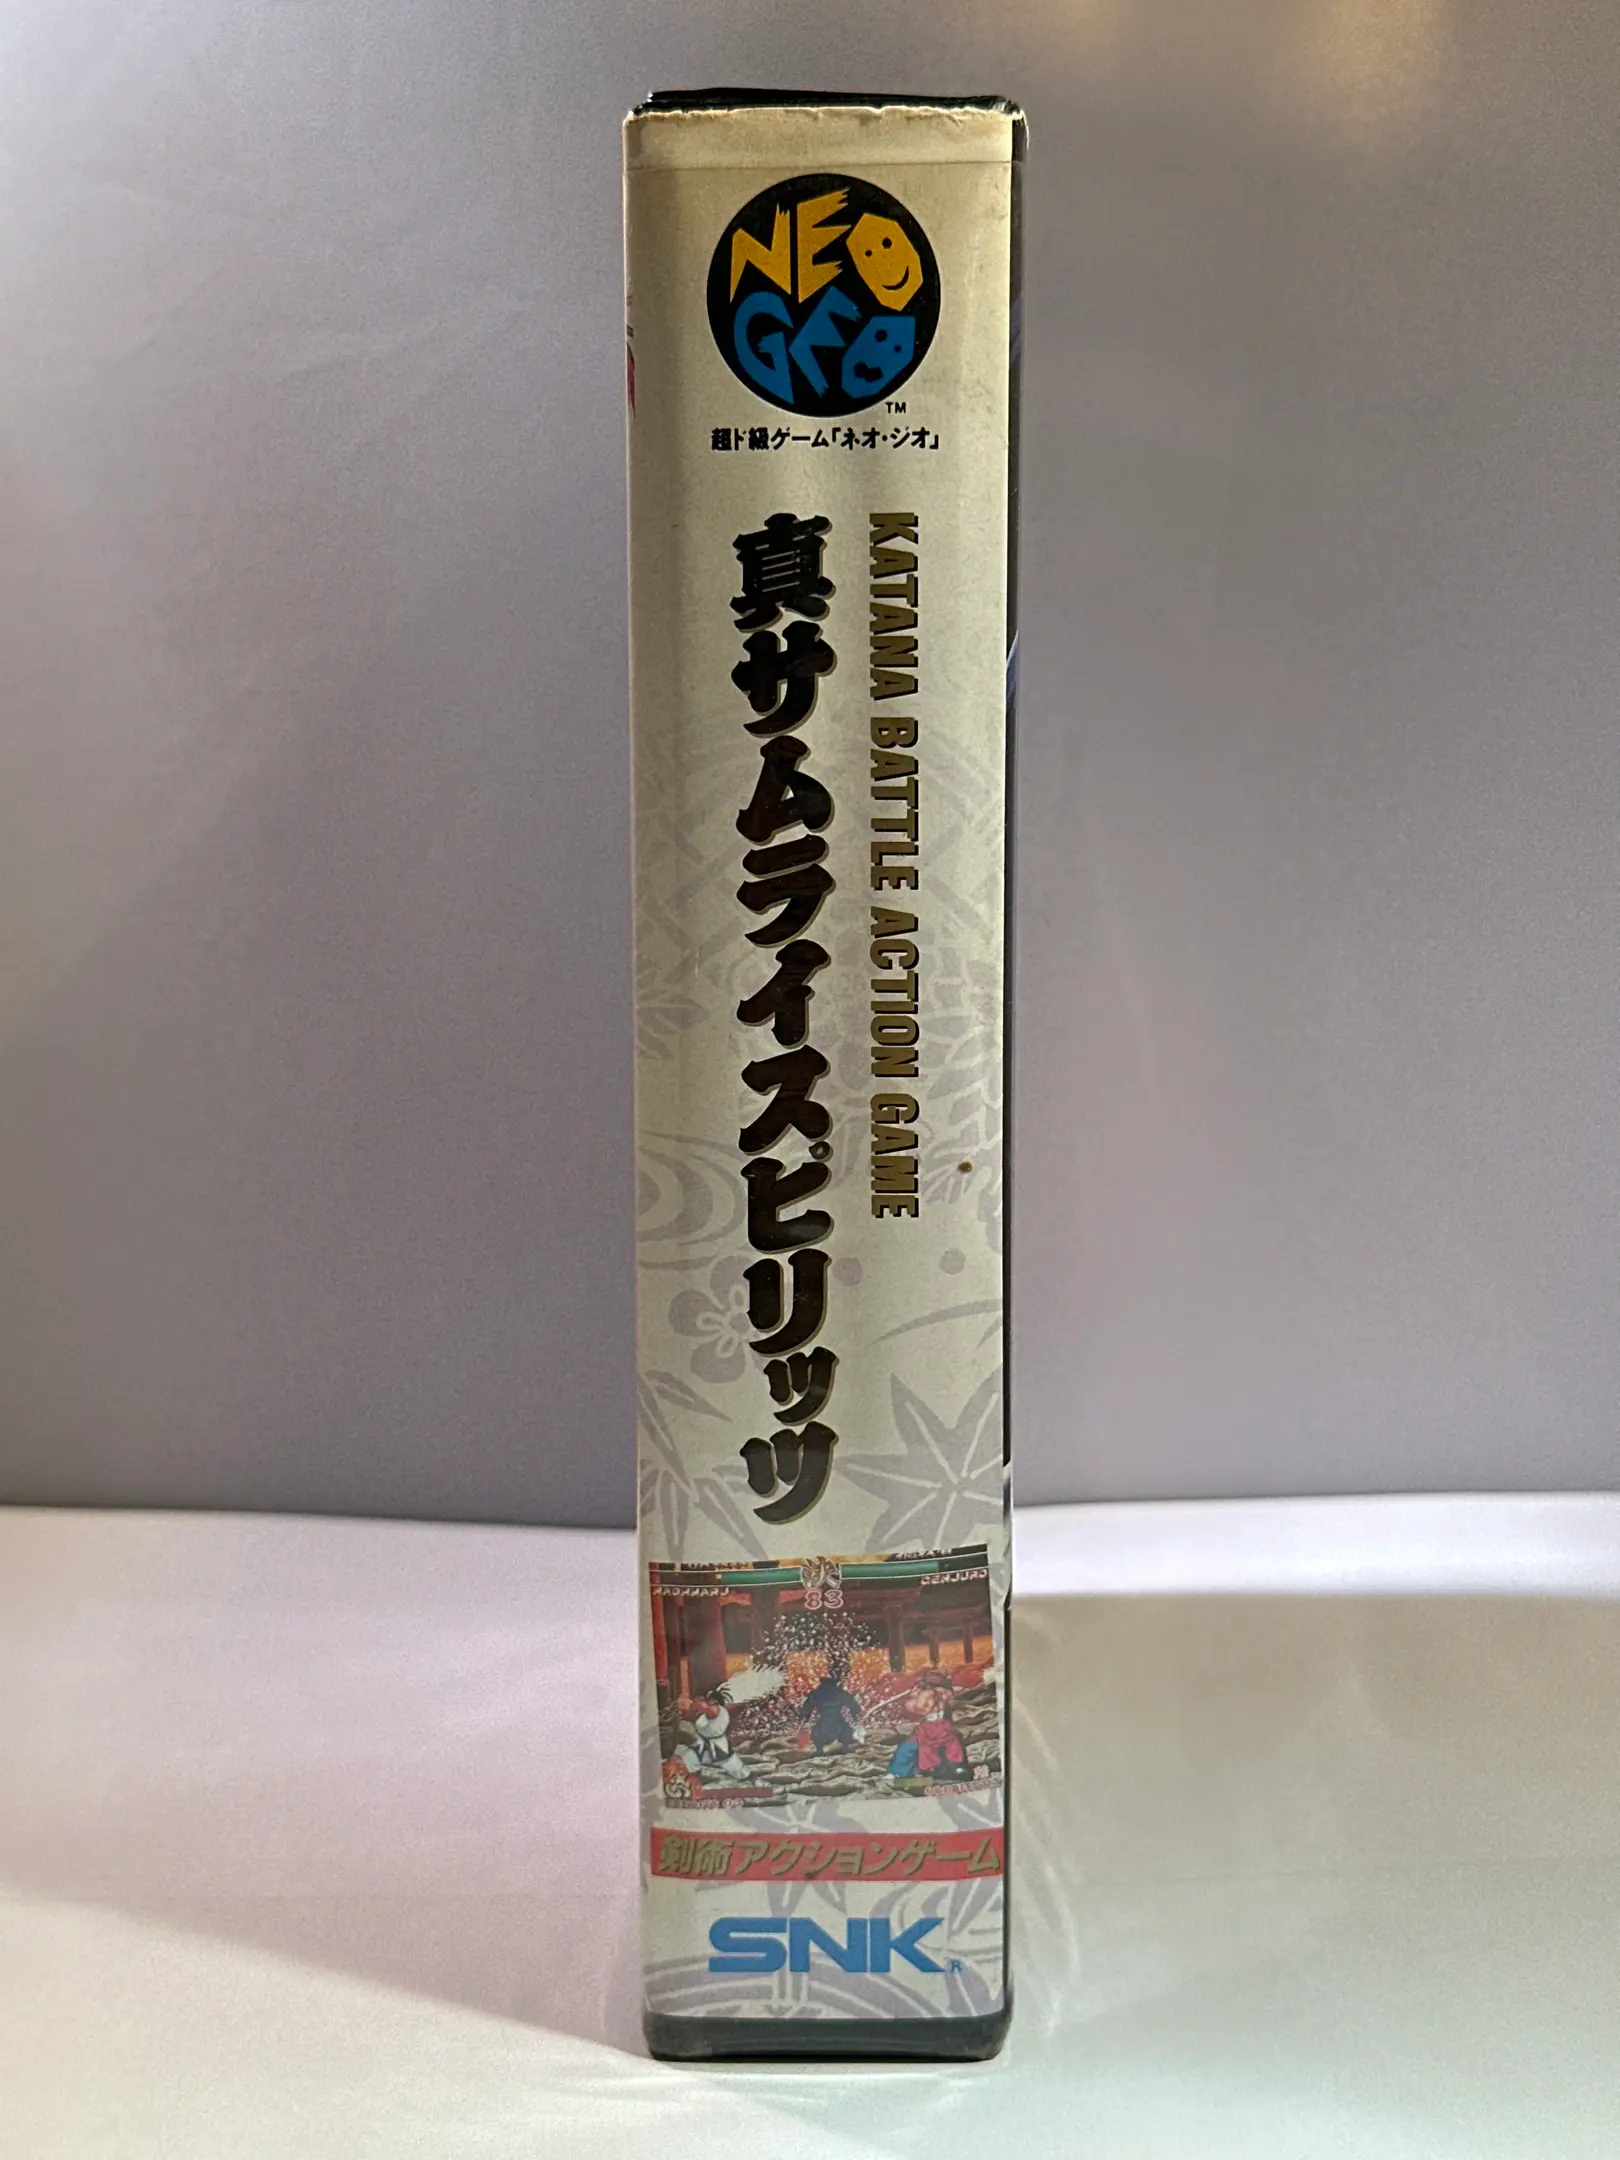 NEO
GEO
TM
超ド級ゲーム「ネオ・ジオ」
KATANA BATTLE ACTION GAME
真サムライスピリッツ
83
GENJURO
剣術アクションゲーム
SNK